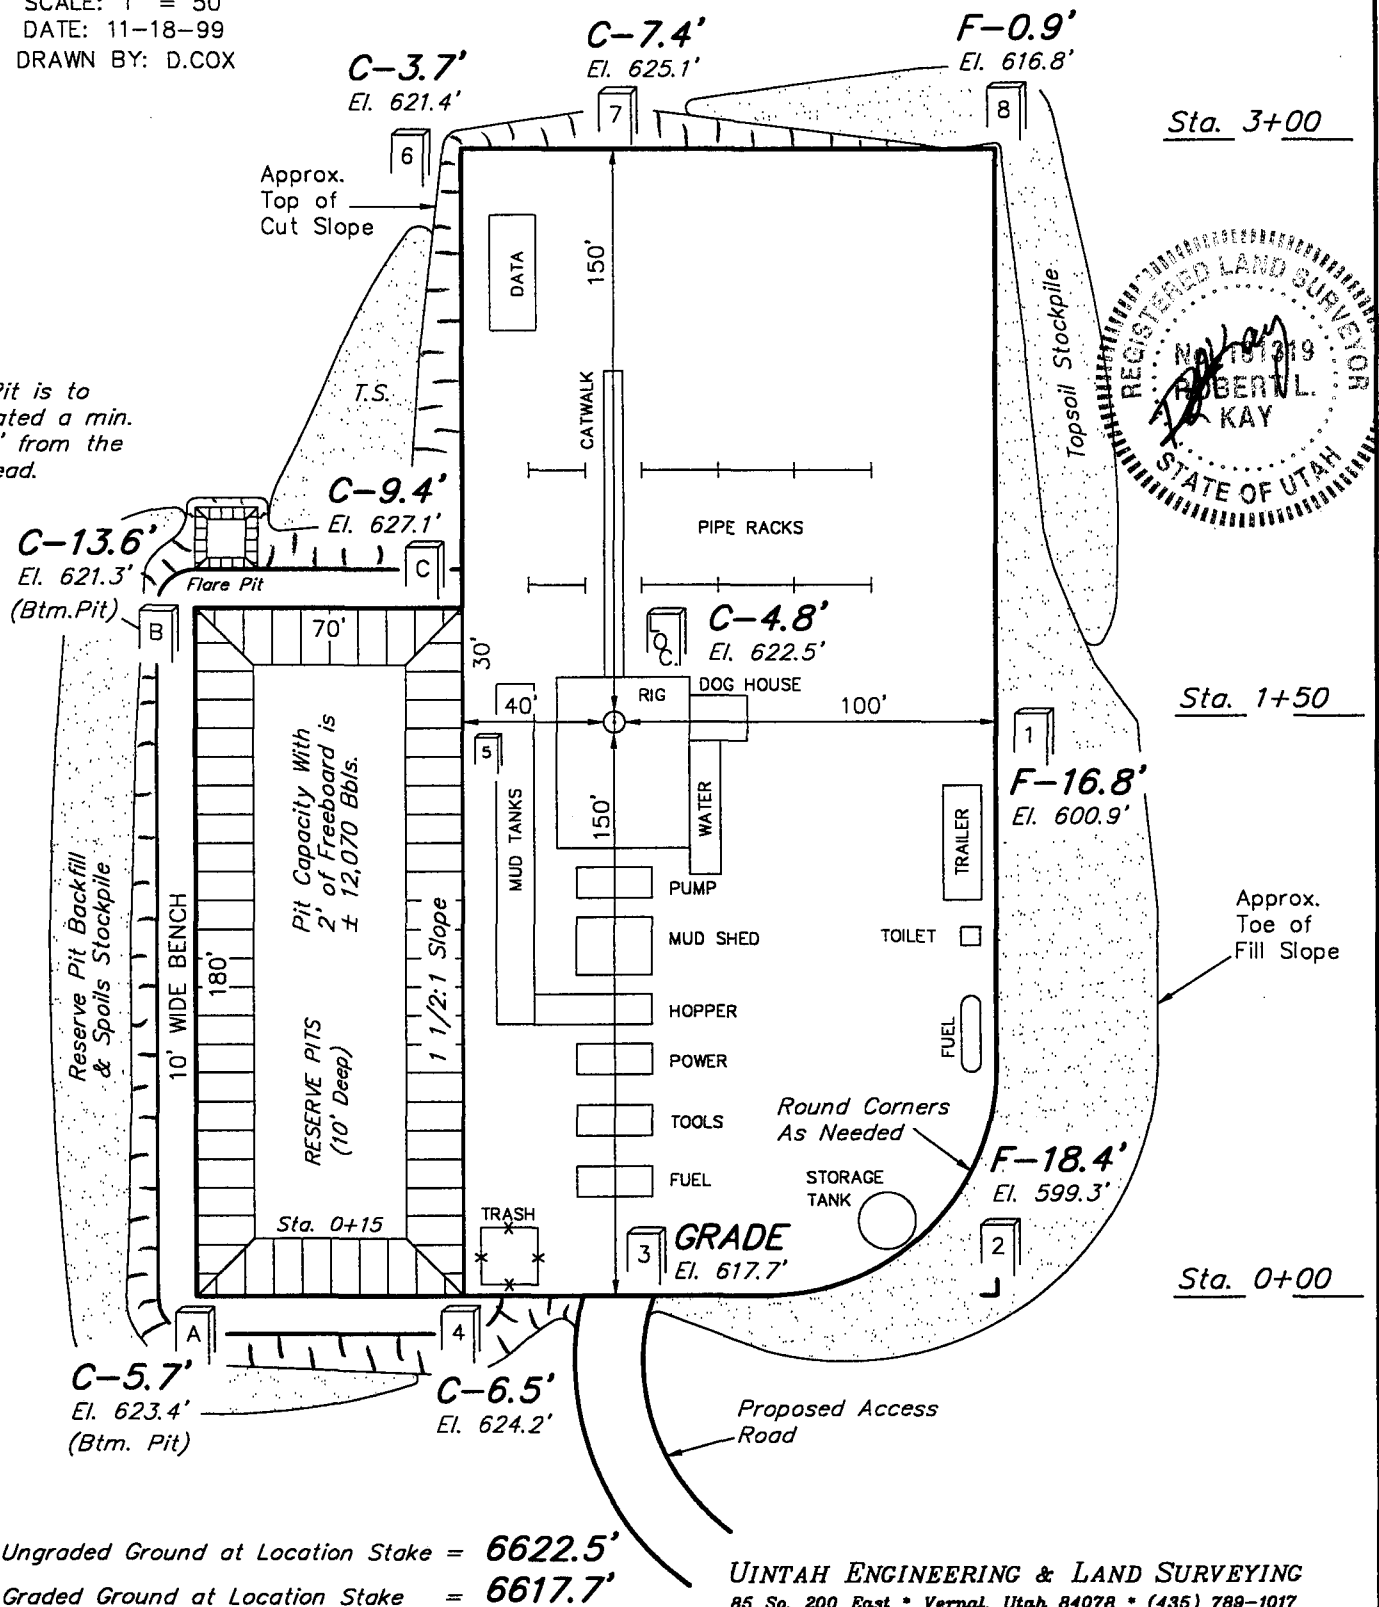 SCALE: 1" = 50'
DATE: 11-18-99
DRAWN BY: D.COX
C-3.7'
El. 621.4'
6
C-7.4'
El. 625.1'
7
F-0.9'
El. 616.8'
8
Sta. 3+00
Approx.
Top of
Cut Slope
DATA
150'
Topsoil Stockpile
REGISTERED LAND SURVEYOR
No. 161319
ROBERT L.
KAY
STATE OF UTAH
Pit is to
ated a min.
' from the
ead.
T.S.
CATWALK
PIPE RACKS
C-9.4'
El. 627.1'
C
C-13.6'
El. 621.3'
(Btm.Pit)
B
Flare Pit
70'
30'
LOC.
C-4.8'
El. 622.5'
RIG
DOG HOUSE
40'
100'
Sta. 1+50
1
F-16.8'
El. 600.9'
5
MUD TANKS
150'
WATER
TRAILER
Pit Capacity With
2' of Freeboard is
± 12,070 Bbls.
Reserve Pit Backfill
& Spoils Stockpile
10' WIDE BENCH
180'
1 1/2:1 Slope
RESERVE PITS
(10' Deep)
PUMP
MUD SHED
TOILET
Approx.
Toe of
Fill Slope
HOPPER
FUEL
POWER
TOOLS
Round Corners
As Needed
FUEL
STORAGE
TANK
F-18.4'
El. 599.3'
2
Sta. 0+15
TRASH
3
GRADE
El. 617.7'
Sta. 0+00
A
4
C-5.7'
El. 623.4'
(Btm. Pit)
C-6.5'
El. 624.2'
Proposed Access
Road
Ungraded Ground at Location Stake = 6622.5'
Graded Ground at Location Stake = 6617.7'
UINTAH ENGINEERING & LAND SURVEYING
85 So. 200 East * Vernal, Utah 84078 * (435) 789-1017